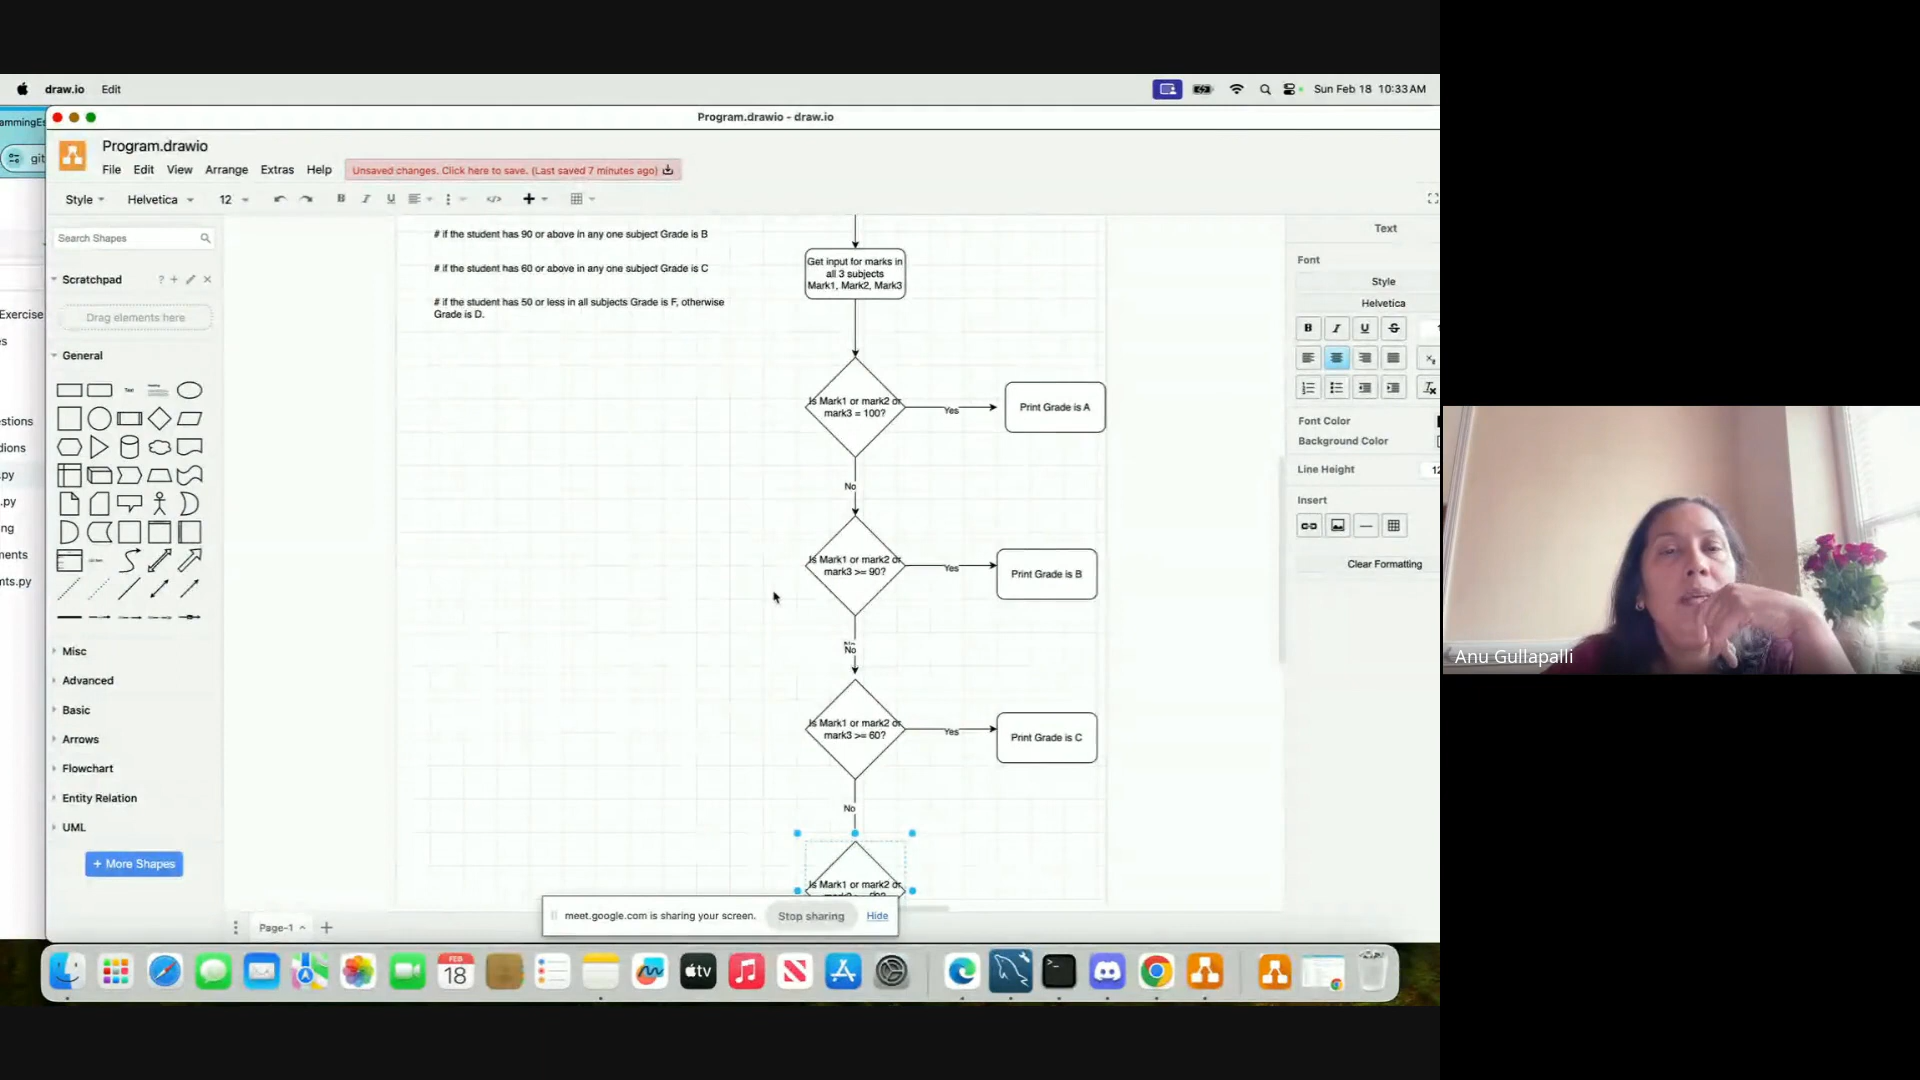 draw.io
Edit
Sun Feb 18 10:33 AM
Program.drawio - draw.io
Program.drawio
File
Edit
View
Arrange
Extras
Help
Unsaved changes. Click here to save. (Last saved 7 minutes ago)
Style
Helvetica
12
Search Shapes
Scratchpad
Drag elements here
General
Misc
Advanced
Basic
Arrows
Flowchart
Entity Relation
UML
+ More Shapes
git
Exercise
.py
.py
# if the student has 90 or above in any one subject Grade is B
# if the student has 60 or above in any one subject Grade is C
# if the student has 50 or less in all subjects Grade is F, otherwise
Grade is D.
Get input for marks in
all 3 subjects
Mark1, Mark2, Mark3
Is Mark1 or mark2 or
mark3 = 100?
Yes
Print Grade is A
No
Is Mark1 or mark2 or
mark3 >= 90?
Yes
Print Grade is B
No
Is Mark1 or mark2 or
mark3 >= 60?
Yes
Print Grade is C
No
Is Mark1 or mark2 or
Text
Font
Style
Helvetica
B
I
U
S
Font Color
Background Color
Line Height
12
Insert
Clear Formatting
Page-1
meet.google.com is sharing your screen.
Stop sharing
Hide
FEB
18
tv
Anu Gullapalli